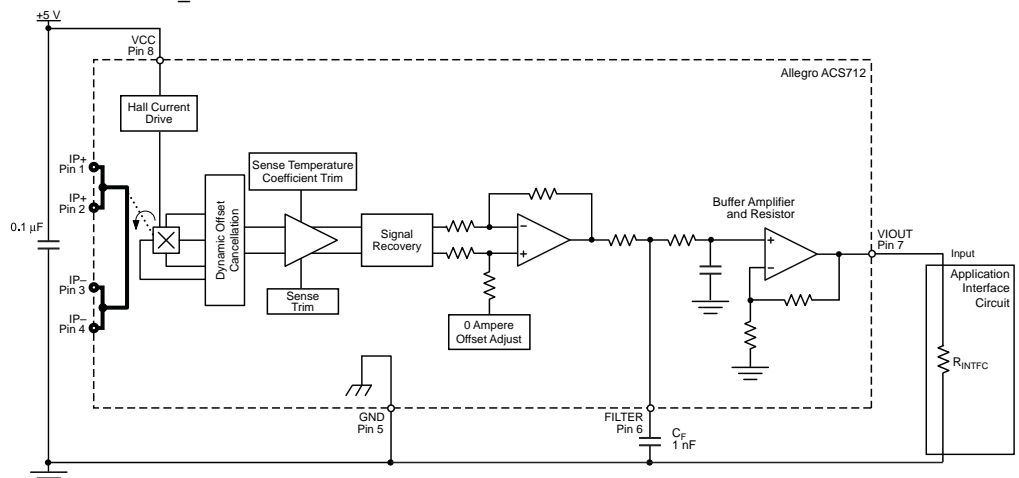 +5 V
VCC
Pin 8
Allegro ACS712
Hall Current
Drive
IP+
Pin 1
IP+
Pin 2
IP–
Pin 3
IP–
Pin 4
0.1 µF
Dynamic Offset
Cancellation
Sense Temperature
Coefficient Trim
Sense
Trim
Signal
Recovery
0 Ampere
Offset Adjust
Buffer Amplifier
and Resistor
VIOUT
Pin 7
Input
Application
Interface
Circuit
RINTFC
GND
Pin 5
FILTER
Pin 6
CF
1 nF